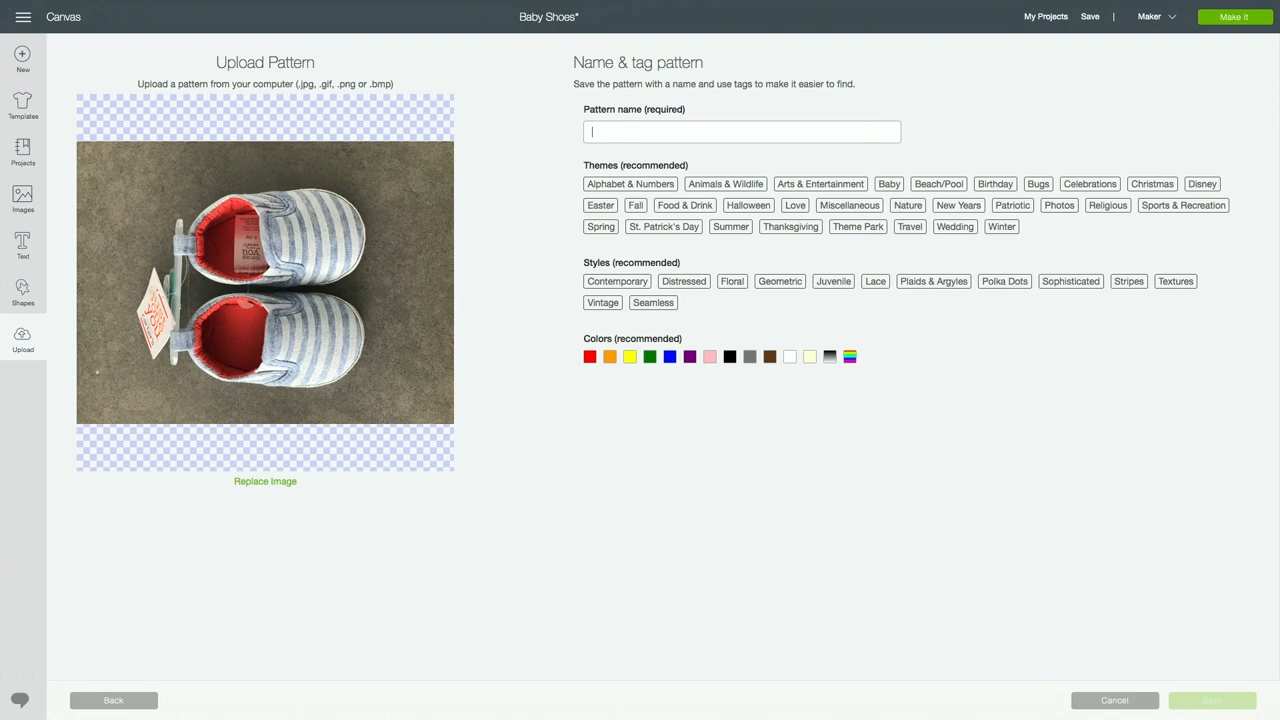 Canvas
Baby Shoes*
My Projects Save | Maker Make It
New
Templates
Projects
Images
Text
Shapes
Upload
Upload Pattern
Upload a pattern from your computer (.jpg, .gif, .png or .bmp)
Replace Image
Name & tag pattern
Save the pattern with a name and use tags to make it easier to find.
Pattern name (required)
Themes (recommended)
Alphabet & Numbers Animals & Wildlife Arts & Entertainment Baby Beach/Pool Birthday Bugs Celebrations Christmas Disney
Easter Fall Food & Drink Halloween Love Miscellaneous Nature New Years Patriotic Photos Religious Sports & Recreation
Spring St. Patrick's Day Summer Thanksgiving Theme Park Travel Wedding Winter
Styles (recommended)
Contemporary Distressed Floral Geometric Juvenile Lace Plaids & Argyles Polka Dots Sophisticated Stripes Textures
Vintage Seamless
Colors (recommended)
Back
Cancel Save